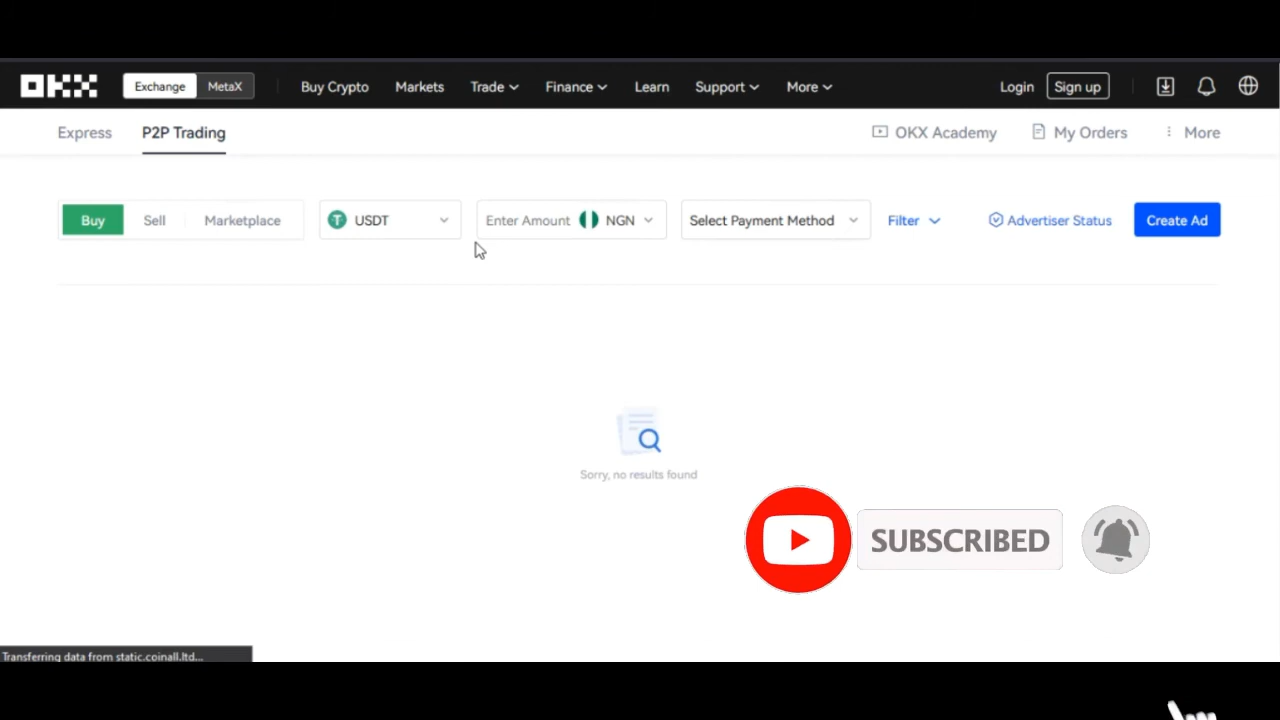 OKX Exchange MetaX Buy Crypto Markets Trade Finance Learn Support More Login Sign up
Express P2P Trading OKX Academy My Orders More
Buy Sell Marketplace T USDT Enter Amount NGN Select Payment Method Filter Advertiser Status Create Ad
Sorry, no results found
SUBSCRIBED
Transferring data from static.coinall.ltd...